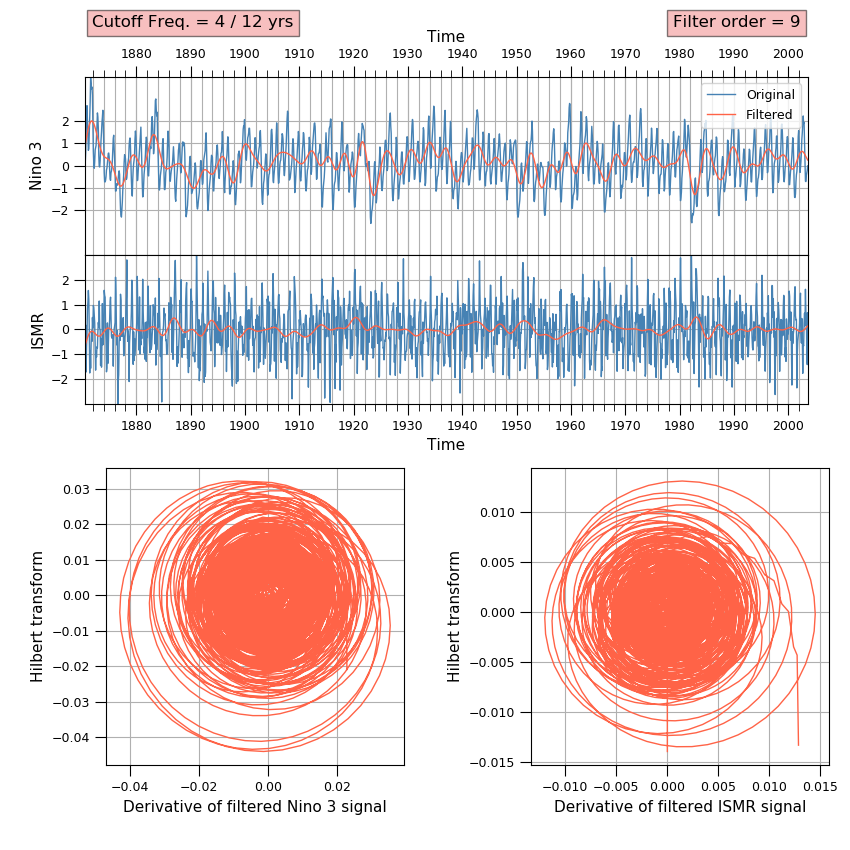 Cutoff Freq. = 4 / 12 yrs
Filter order = 9
Time
1880 1890 1900 1910 1920 1930 1940 1950 1960 1970 1980 1990 2000
Original
Filtered
Nino 3
2
1
0
−1
−2
ISMR
2
1
0
−1
−2
1880 1890 1900 1910 1920 1930 1940 1950 1960 1970 1980 1990 2000
Time
Hilbert transform
0.03
0.02
0.01
0.00
−0.01
−0.02
−0.03
−0.04
−0.04 −0.02 0.00 0.02
Derivative of filtered Nino 3 signal
Hilbert transform
0.010
0.005
0.000
−0.005
−0.010
−0.015
−0.010 −0.005 0.000 0.005 0.010 0.015
Derivative of filtered ISMR signal